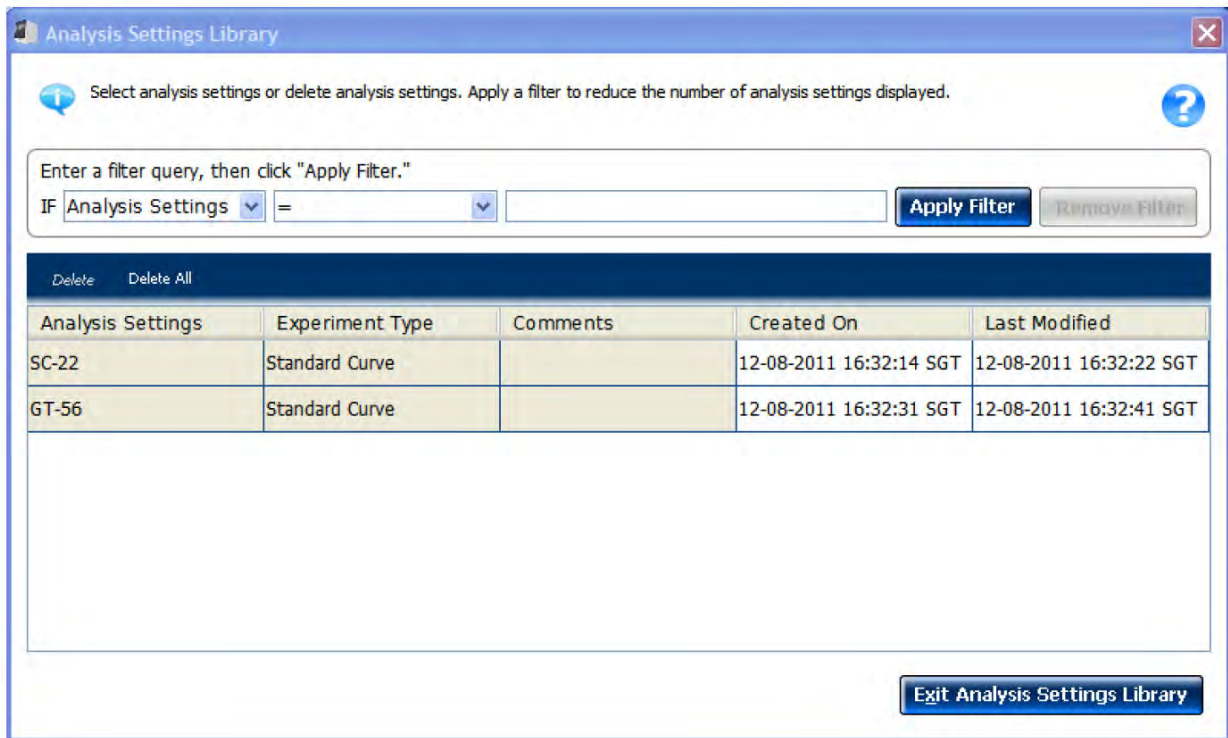 Analysis Settings Library
Select analysis settings or delete analysis settings. Apply a filter to reduce the number of analysis settings displayed.
Enter a filter query, then click "Apply Filter."
IF Analysis Settings = Apply Filter Remove Filter
Delete Delete All
Analysis Settings Experiment Type Comments Created On Last Modified
SC-22 Standard Curve 12-08-2011 16:32:14 SGT 12-08-2011 16:32:22 SGT
GT-56 Standard Curve 12-08-2011 16:32:31 SGT 12-08-2011 16:32:41 SGT
Exit Analysis Settings Library